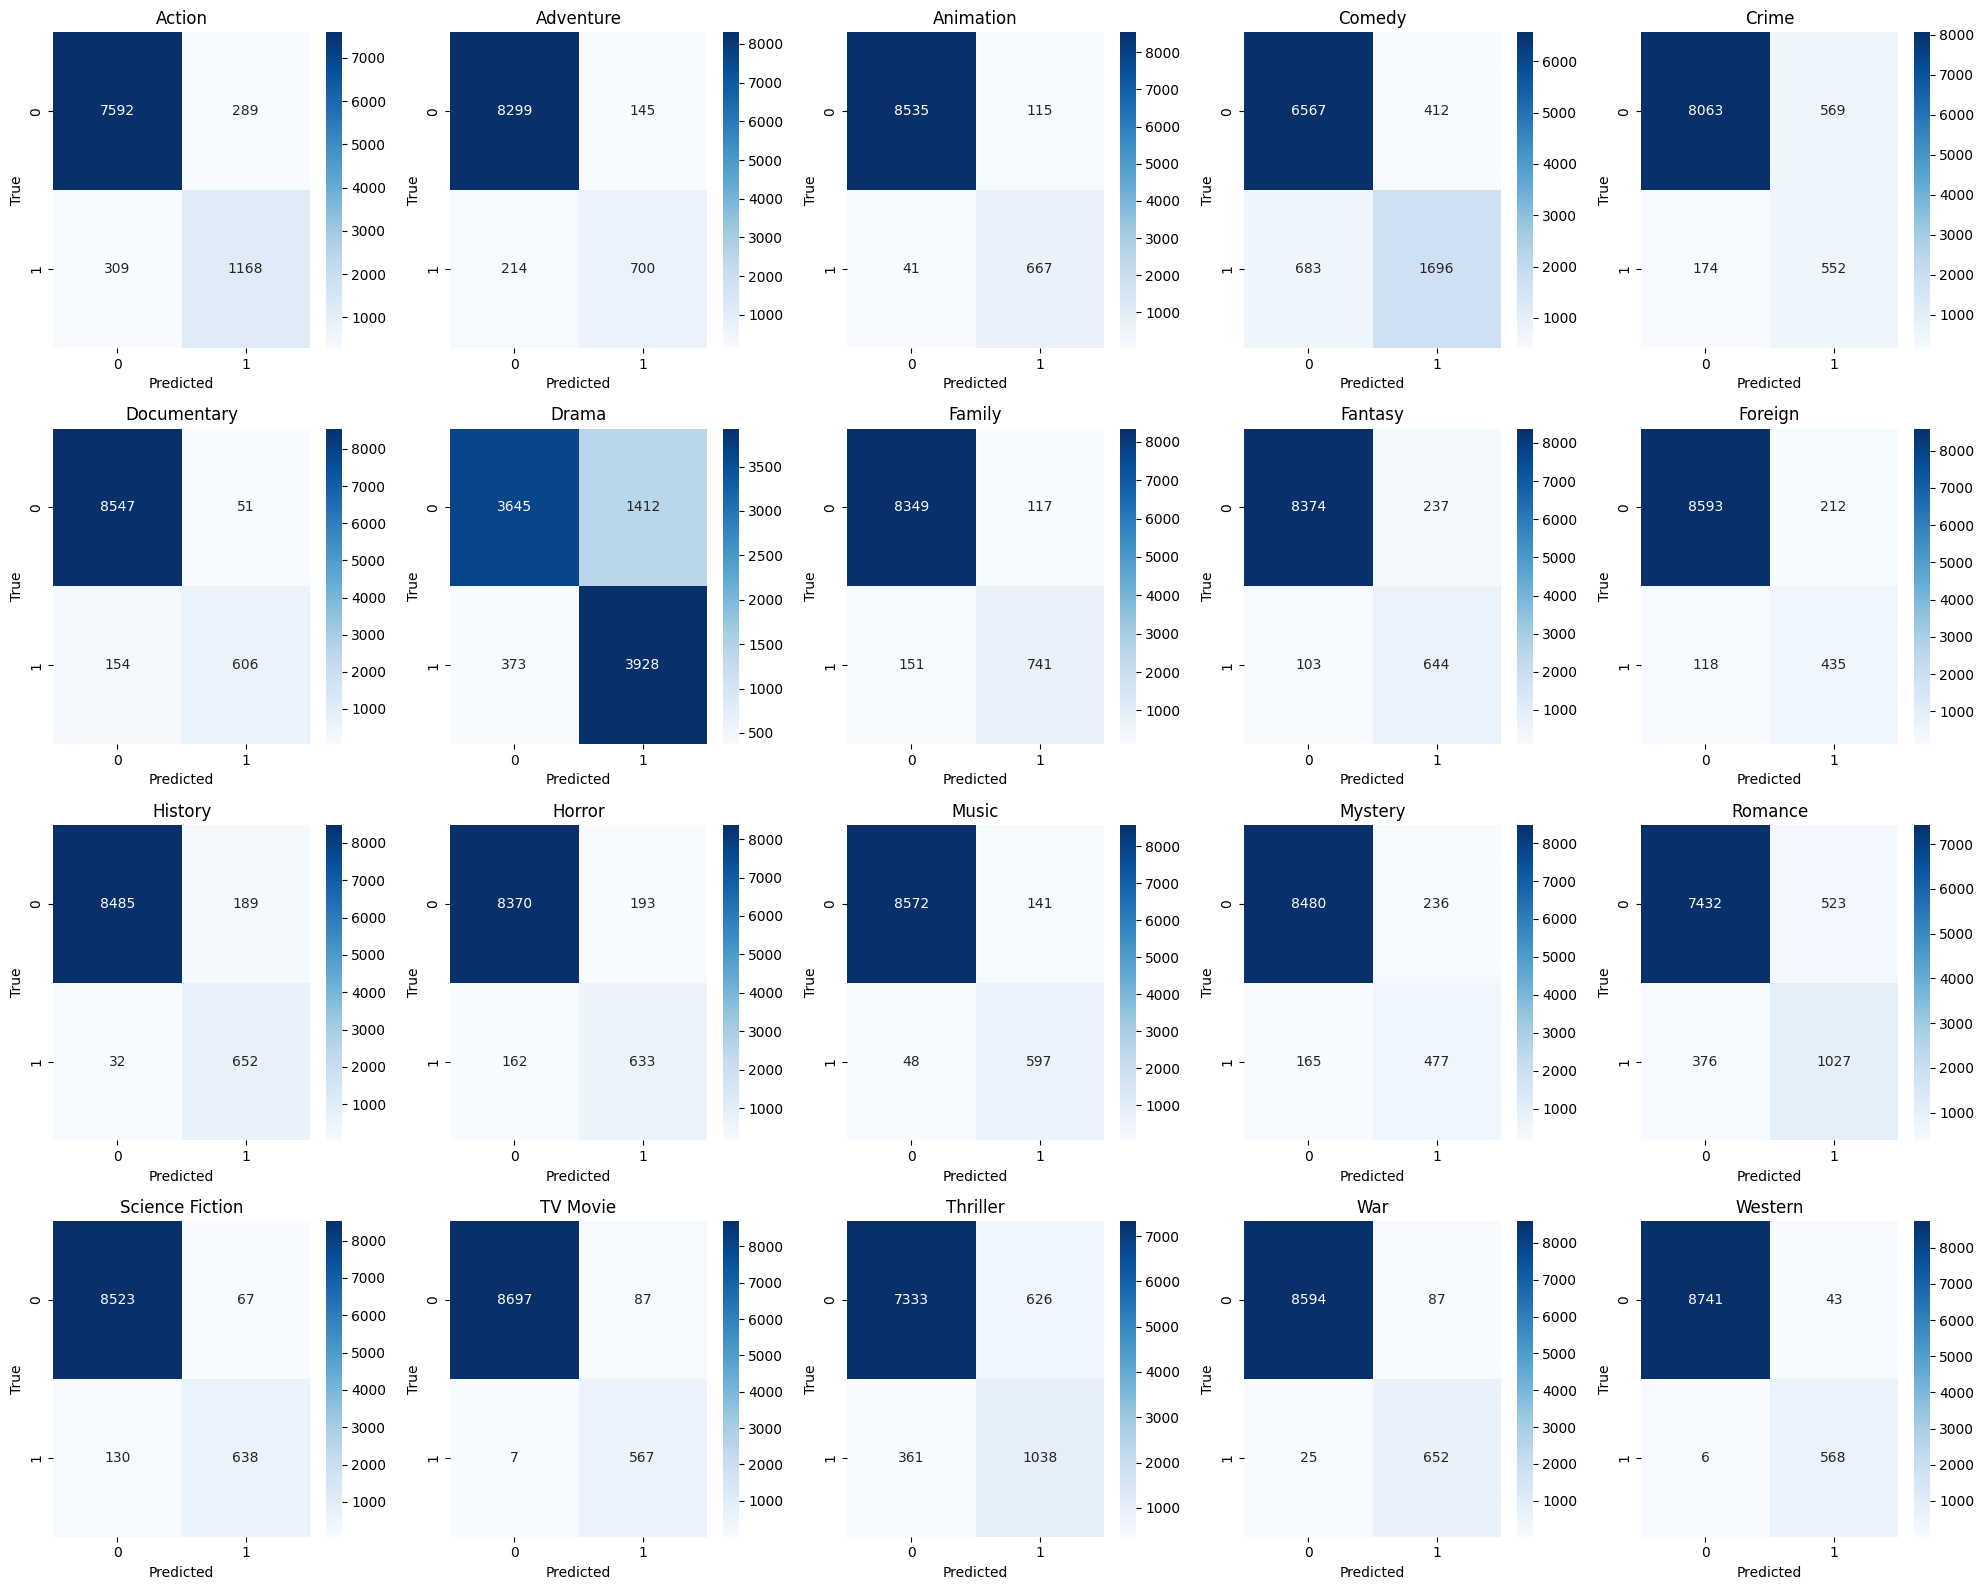 Action Adventure Animation Comedy Crime
7000 8000 8000 6000 8000
0 7592 289 0 8299 145 0 8535 115 0 6567 412 0 8063 569
6000 7000 7000 5000 7000
5000 6000 6000 4000 6000
4000 5000 5000 3000 5000
3000 4000 4000 2000 4000
2000 3000 3000 1000 3000
1000 2000 2000 2000
1000 1000 1000
True True True True True
1 309 1168 1 214 700 1 41 667 1 683 1696 1 174 552
0 1 0 1 0 1 0 1 0 1
Predicted Predicted Predicted Predicted Predicted
Documentary Drama Family Fantasy Foreign
8000 3500 8000 8000 8000
0 8547 51 0 3645 1412 0 8349 117 0 8374 237 0 8593 212
7000 3000 7000 7000 7000
6000 2500 6000 6000 6000
5000 2000 5000 5000 5000
4000 1500 4000 4000 4000
3000 1000 3000 3000 3000
2000 500 2000 2000 2000
1000 1000 1000 1000
True True True True True
1 154 606 1 373 3928 1 151 741 1 103 644 1 118 435
0 1 0 1 0 1 0 1 0 1
Predicted Predicted Predicted Predicted Predicted
History Horror Music Mystery Romance
8000 8000 8000 8000 7000
0 8485 189 0 8370 193 0 8572 141 0 8480 236 0 7432 523
7000 7000 7000 7000 6000
6000 6000 6000 6000 5000
5000 5000 5000 5000 4000
4000 4000 4000 4000 3000
3000 3000 3000 3000 2000
2000 2000 2000 2000 1000
1000 1000 1000 1000
True True True True True
1 32 652 1 162 633 1 48 597 1 165 477 1 376 1027
0 1 0 1 0 1 0 1 0 1
Predicted Predicted Predicted Predicted Predicted
Science Fiction TV Movie Thriller War Western
8000 8000 7000 8000 8000
0 8523 67 0 8697 87 0 7333 626 0 8594 87 0 8741 43
7000 7000 6000 7000 7000
6000 6000 5000 6000 6000
5000 5000 4000 5000 5000
4000 4000 3000 4000 4000
3000 3000 2000 3000 3000
2000 2000 1000 2000 2000
1000 1000 1000 1000
True True True True True
1 130 638 1 7 567 1 361 1038 1 25 652 1 6 568
0 1 0 1 0 1 0 1 0 1
Predicted Predicted Predicted Predicted Predicted